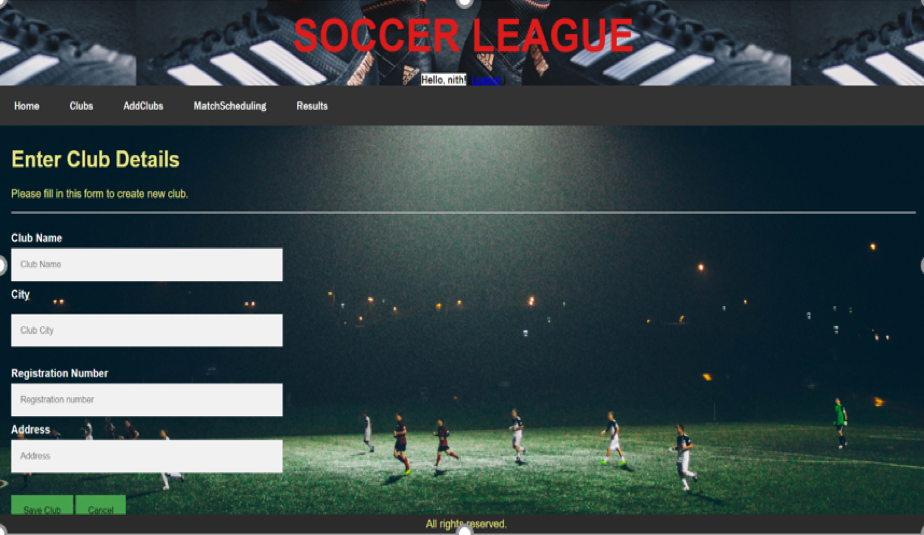 SOCCER LEAGUE
Hello, nith!
Home Clubs AddClubs MatchScheduling Results
Enter Club Details
Please fill in this form to create new club.
Club Name
Club Name
City
Club City
Registration Number
Registration number
Address
Address
Save Club Cancel
All rights reserved.